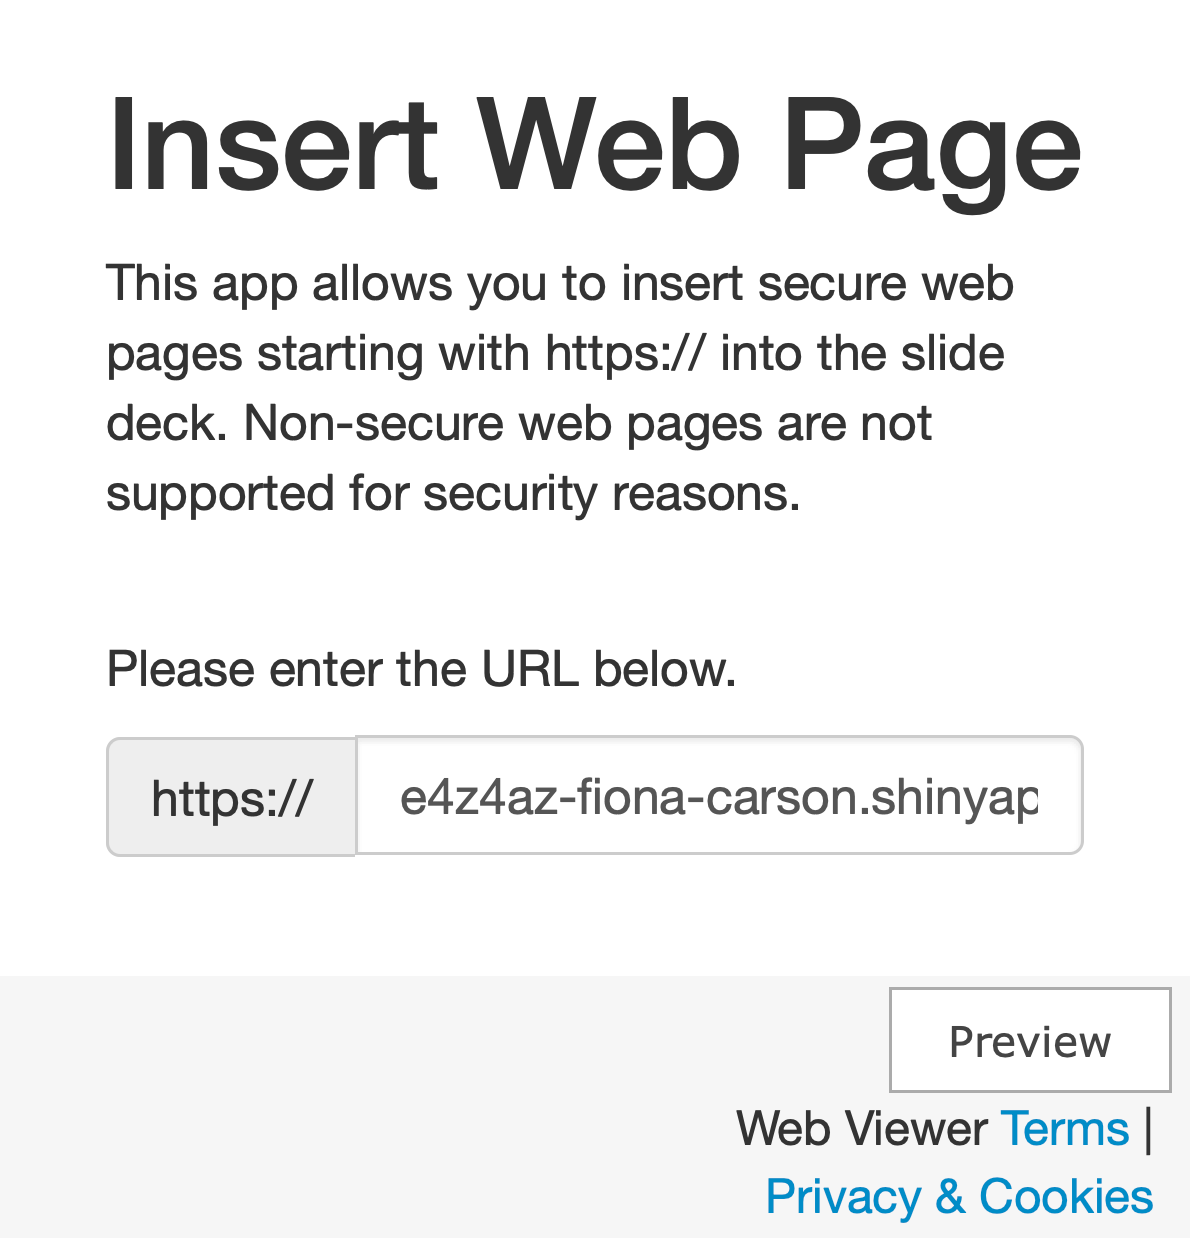 Insert Web Page
This app allows you to insert secure web
pages starting with https:// into the slide
deck. Non-secure web pages are not
supported for security reasons.
Please enter the URL below.
https:// e4z4az-fiona-carson.shinyap
Preview
Web Viewer Terms |
Privacy & Cookies